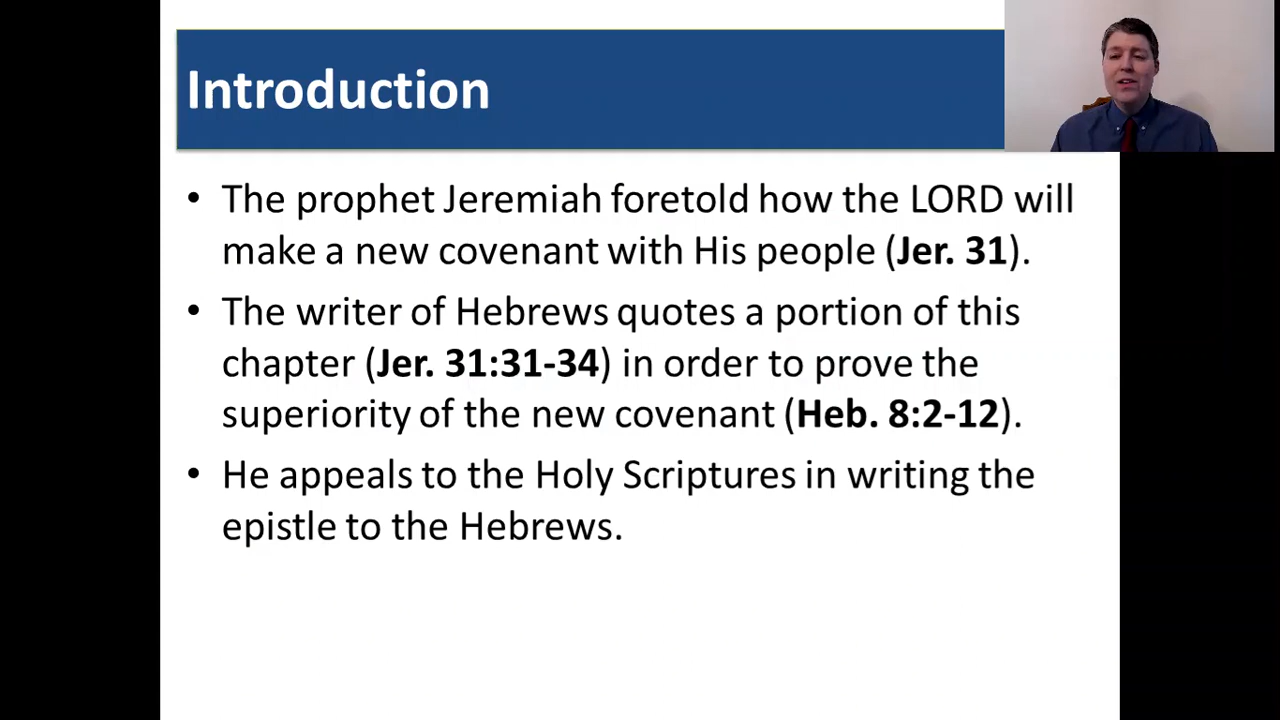 Introduction
• The prophet Jeremiah foretold how the LORD will
make a new covenant with His people (Jer. 31).
• The writer of Hebrews quotes a portion of this
chapter (Jer. 31:31-34) in order to prove the
superiority of the new covenant (Heb. 8:2-12).
• He appeals to the Holy Scriptures in writing the
epistle to the Hebrews.